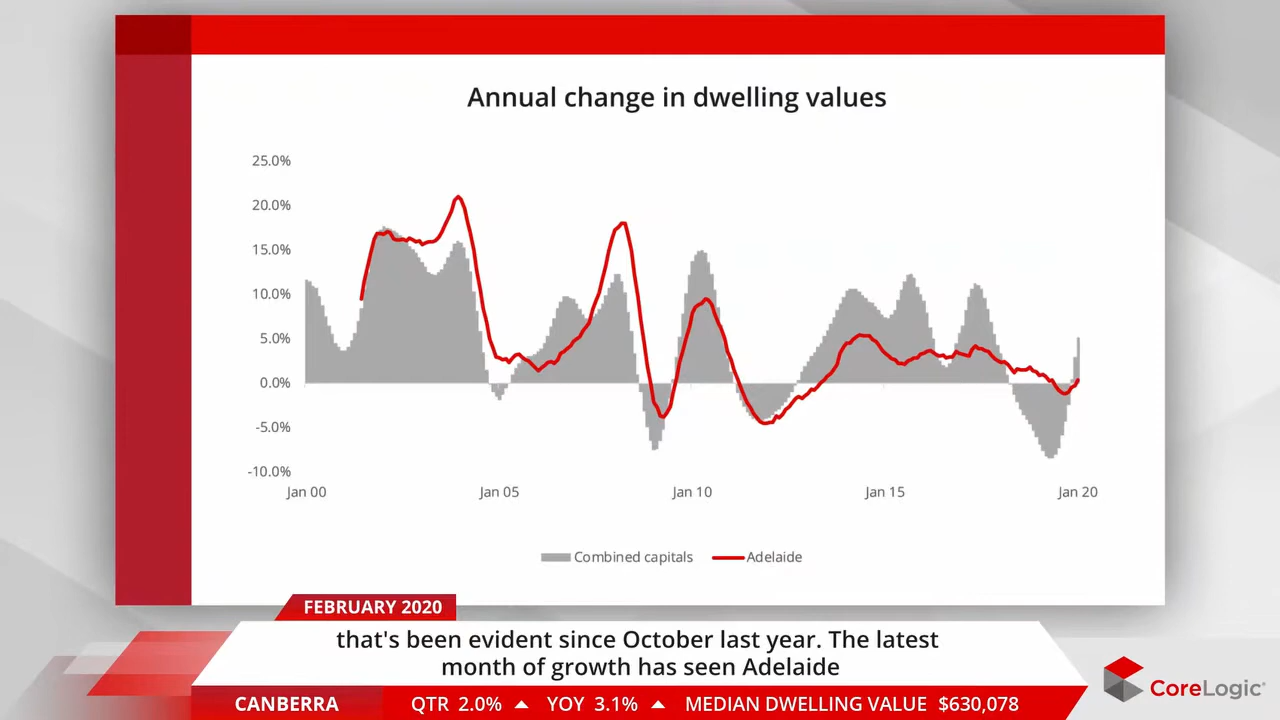 Annual change in dwelling values
25.0%
20.0%
15.0%
10.0%
5.0%
0.0%
-5.0%
-10.0%
Jan 00 Jan 05 Jan 10 Jan 15 Jan 20
Combined capitals Adelaide
FEBRUARY 2020
that's been evident since October last year. The latest
month of growth has seen Adelaide
CoreLogic®
CANBERRA QTR 2.0% ▲ YOY 3.1% ▲ MEDIAN DWELLING VALUE $630,078